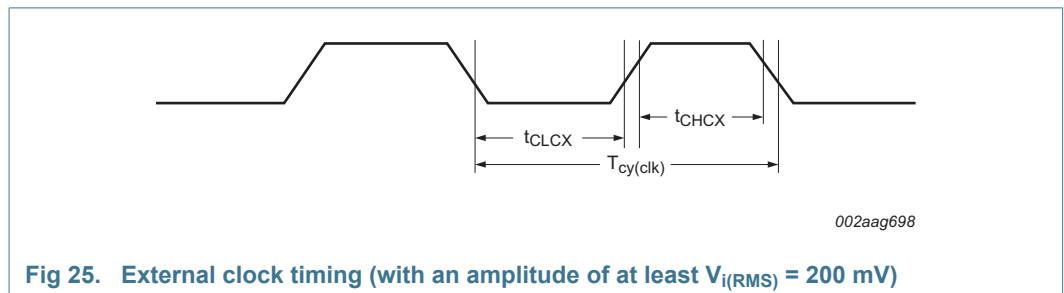 tCLCX
tCHCX
Tcy(clk)
002aag698
Fig 25. External clock timing (with an amplitude of at least Vi(RMS) = 200 mV)